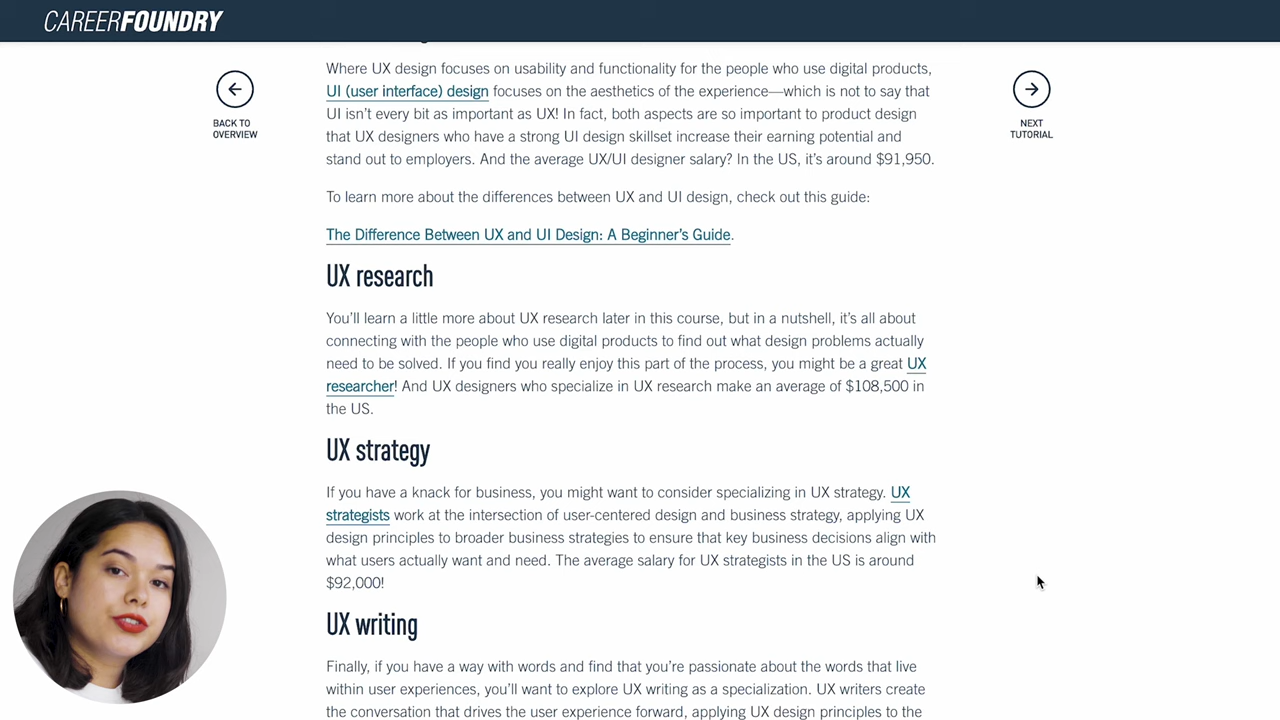 CAREERFOUNDRY
BACK TO
OVERVIEW
NEXT
TUTORIAL
Where UX design focuses on usability and functionality for the people who use digital products,
UI (user interface) design focuses on the aesthetics of the experience—which is not to say that
UI isn’t every bit as important as UX! In fact, both aspects are so important to product design
that UX designers who have a strong UI design skillset increase their earning potential and
stand out to employers. And the average UX/UI designer salary? In the US, it’s around $91,950.
To learn more about the differences between UX and UI design, check out this guide:
The Difference Between UX and UI Design: A Beginner’s Guide.
UX research
You’ll learn a little more about UX research later in this course, but in a nutshell, it’s all about
connecting with the people who use digital products to find out what design problems actually
need to be solved. If you find you really enjoy this part of the process, you might be a great UX
researcher! And UX designers who specialize in UX research make an average of $108,500 in
the US.
UX strategy
If you have a knack for business, you might want to consider specializing in UX strategy. UX
strategists work at the intersection of user-centered design and business strategy, applying UX
design principles to broader business strategies to ensure that key business decisions align with
what users actually want and need. The average salary for UX strategists in the US is around
$92,000!
UX writing
Finally, if you have a way with words and find that you’re passionate about the words that live
within user experiences, you’ll want to explore UX writing as a specialization. UX writers create
the conversation that drives the user experience forward, applying UX design principles to the